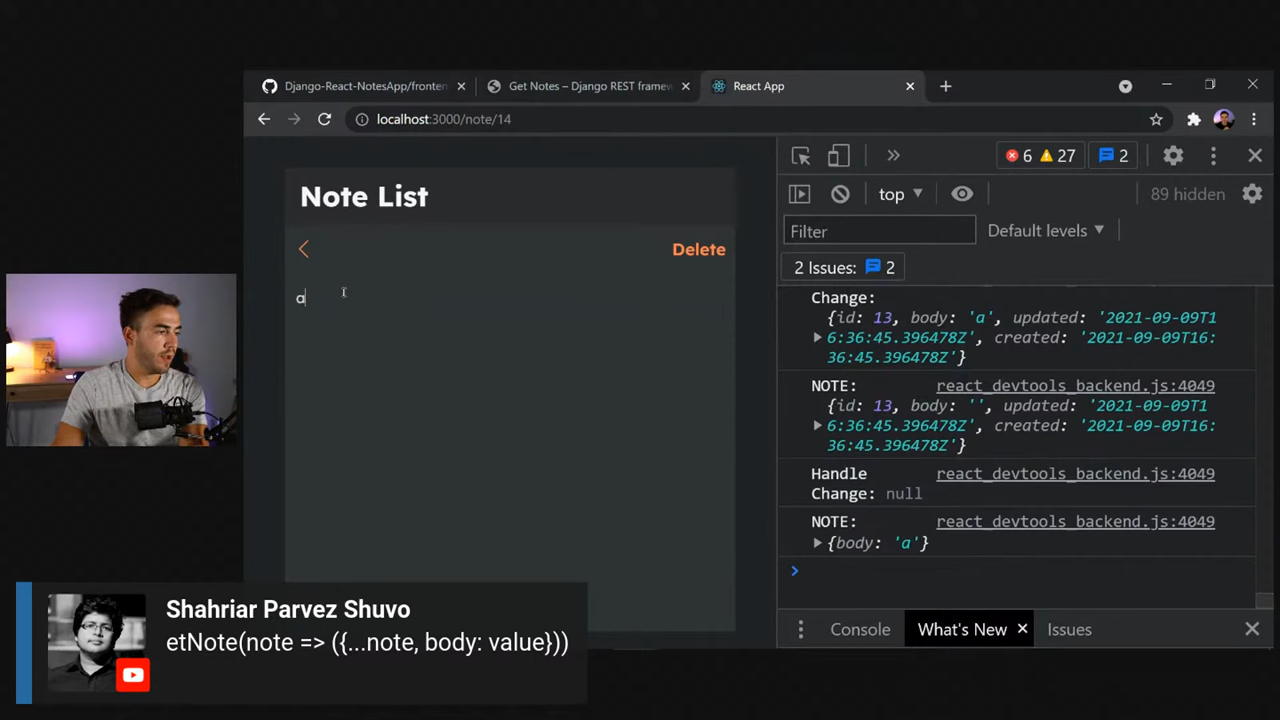 Django-React-NotesApp/fronten
Get Notes – Django REST framew
React App
localhost:3000/note/14
6
27
2
top
89 hidden
Filter
Default levels
2 Issues:
2
Note List
Delete
a
Change:
{id: 13, body: 'a', updated: '2021-09-09T1
6:36:45.396478Z', created: '2021-09-09T16:
36:45.396478Z'}
NOTE: react_devtools_backend.js:4049
{id: 13, body: '', updated: '2021-09-09T1
6:36:45.396478Z', created: '2021-09-09T16:
36:45.396478Z'}
Handle react_devtools_backend.js:4049
Change: null
NOTE: react_devtools_backend.js:4049
{body: 'a'}
Console
What's New
Issues
Shahriar Parvez Shuvo
etNote(note => ({...note, body: value}))